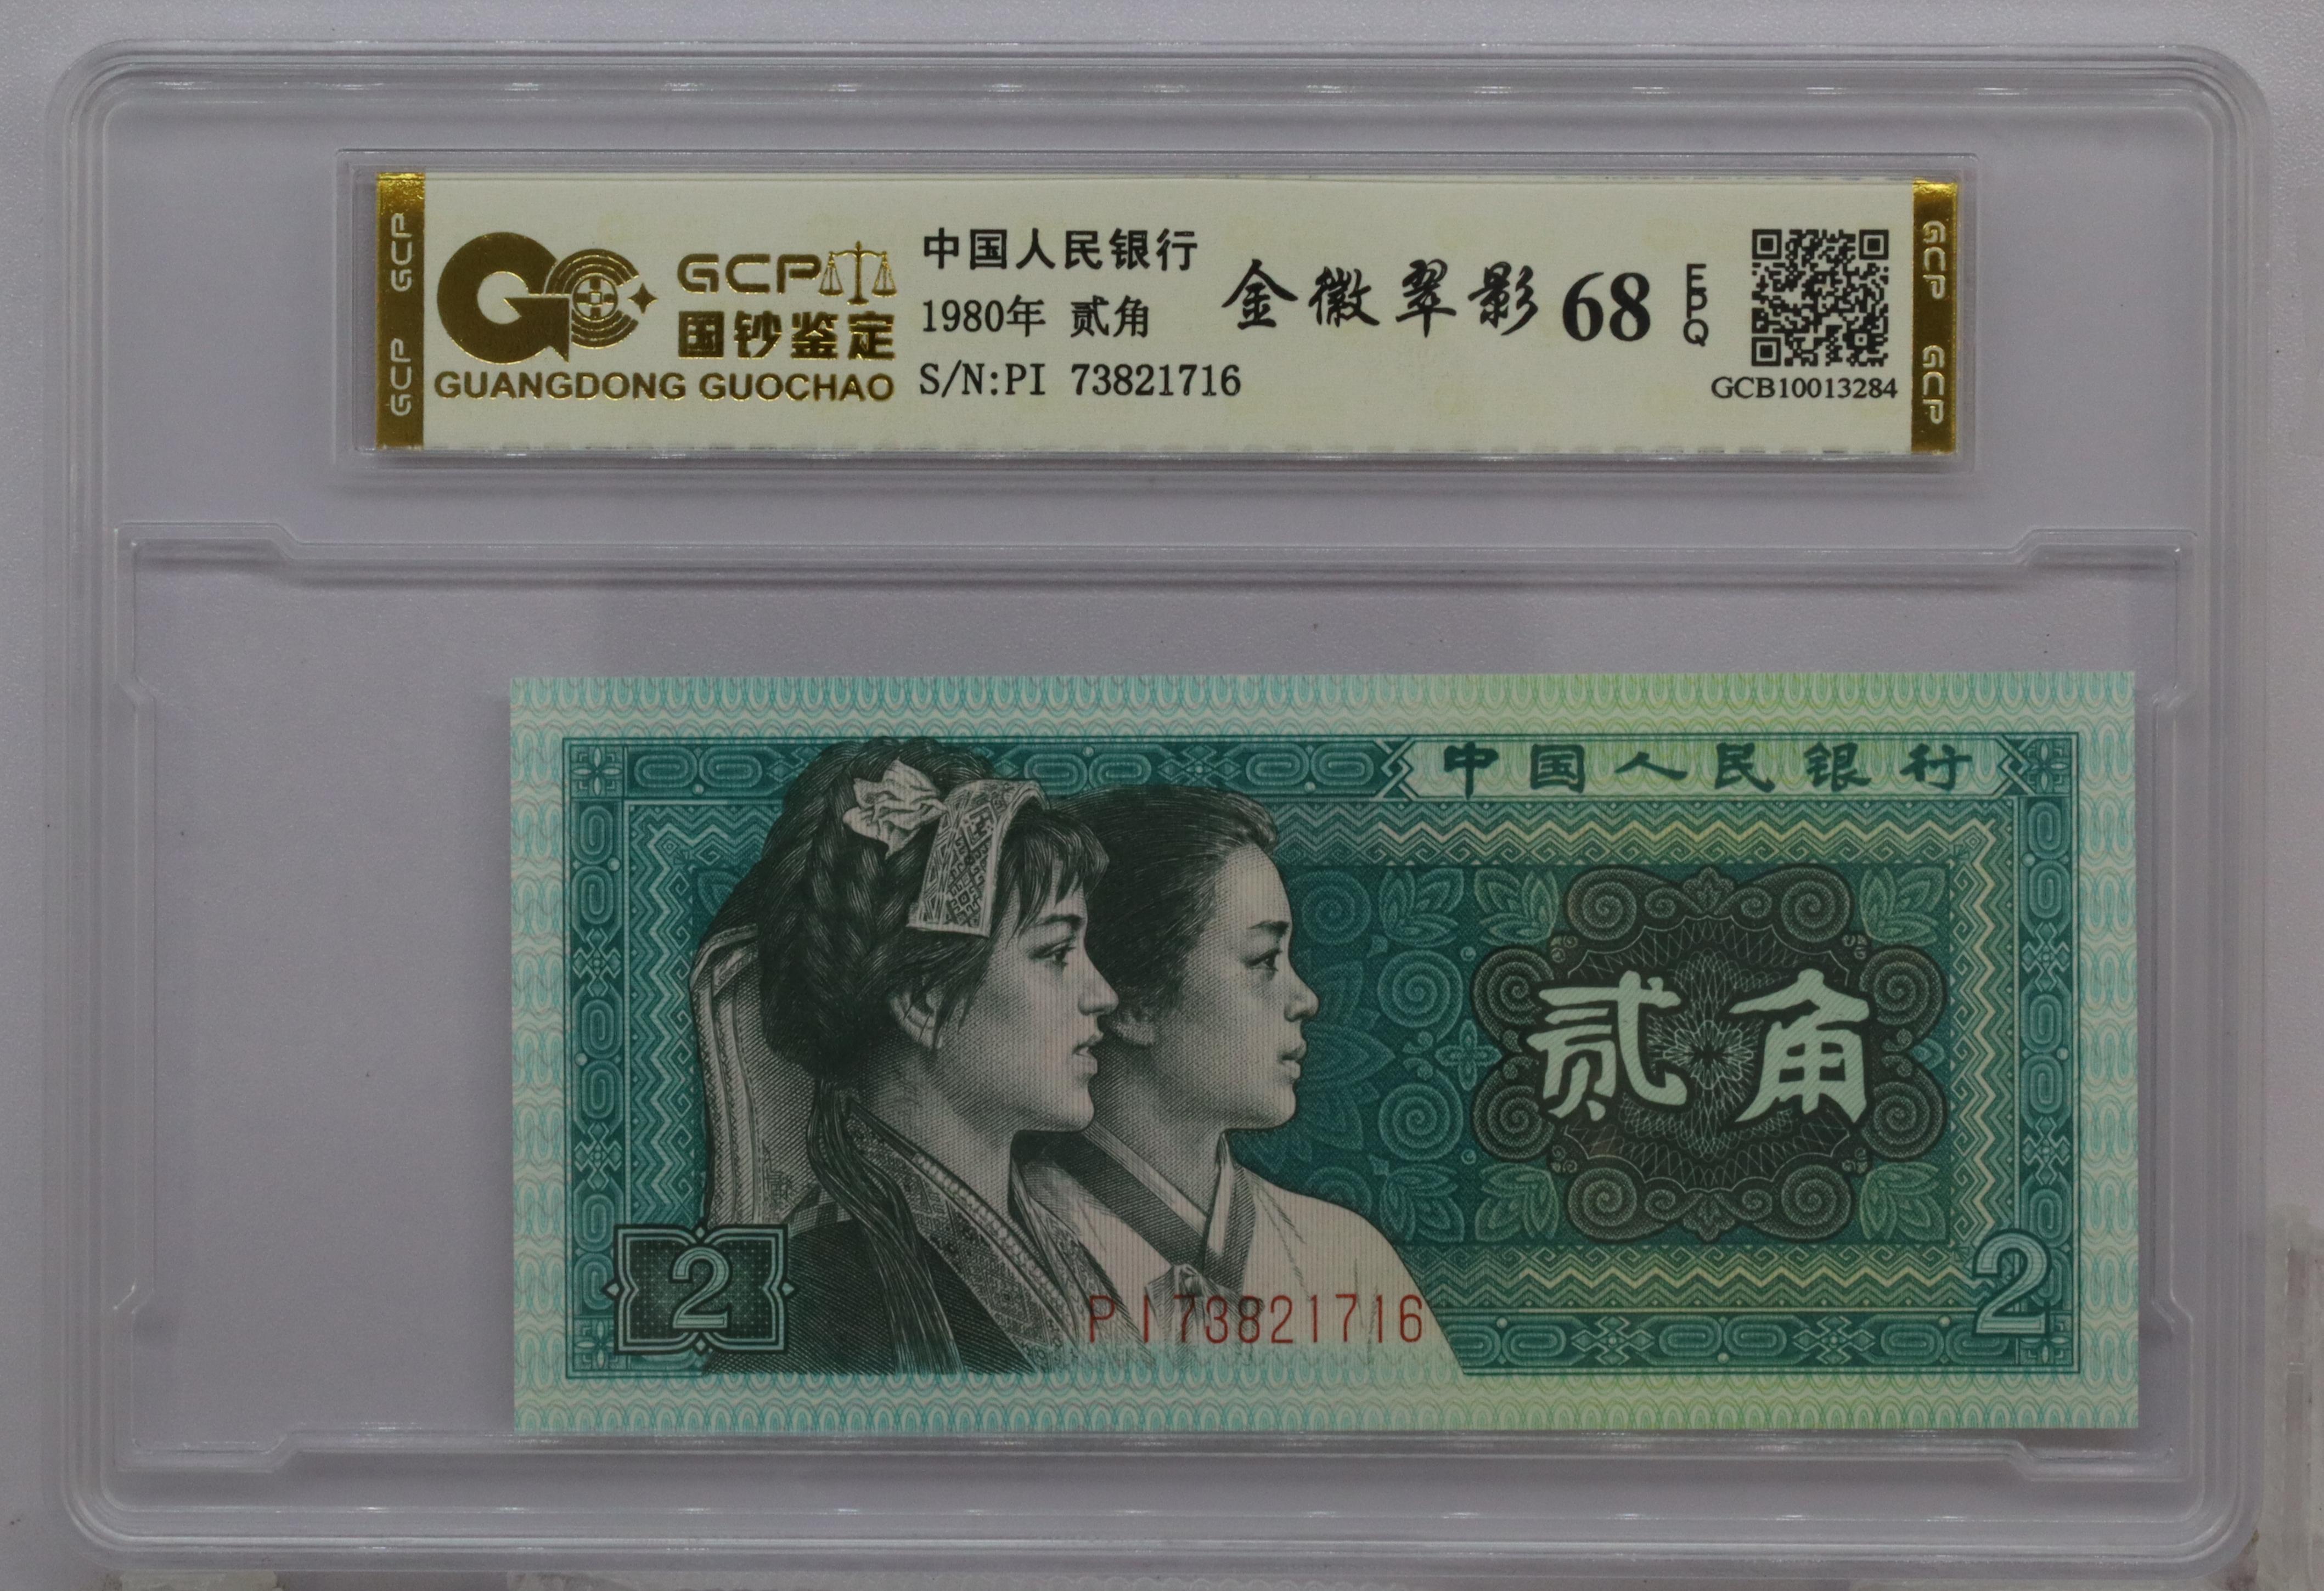 GCP
GCP
GCP
国钞鉴定
GUANGDONG GUOCHAO
中国人民银行
1980年 贰角
S/N:PI 73821716
金徽翠影 68 EPQ
GCB10013284
GCP
GCP
中国人民银行
贰角
2
2
PI73821716